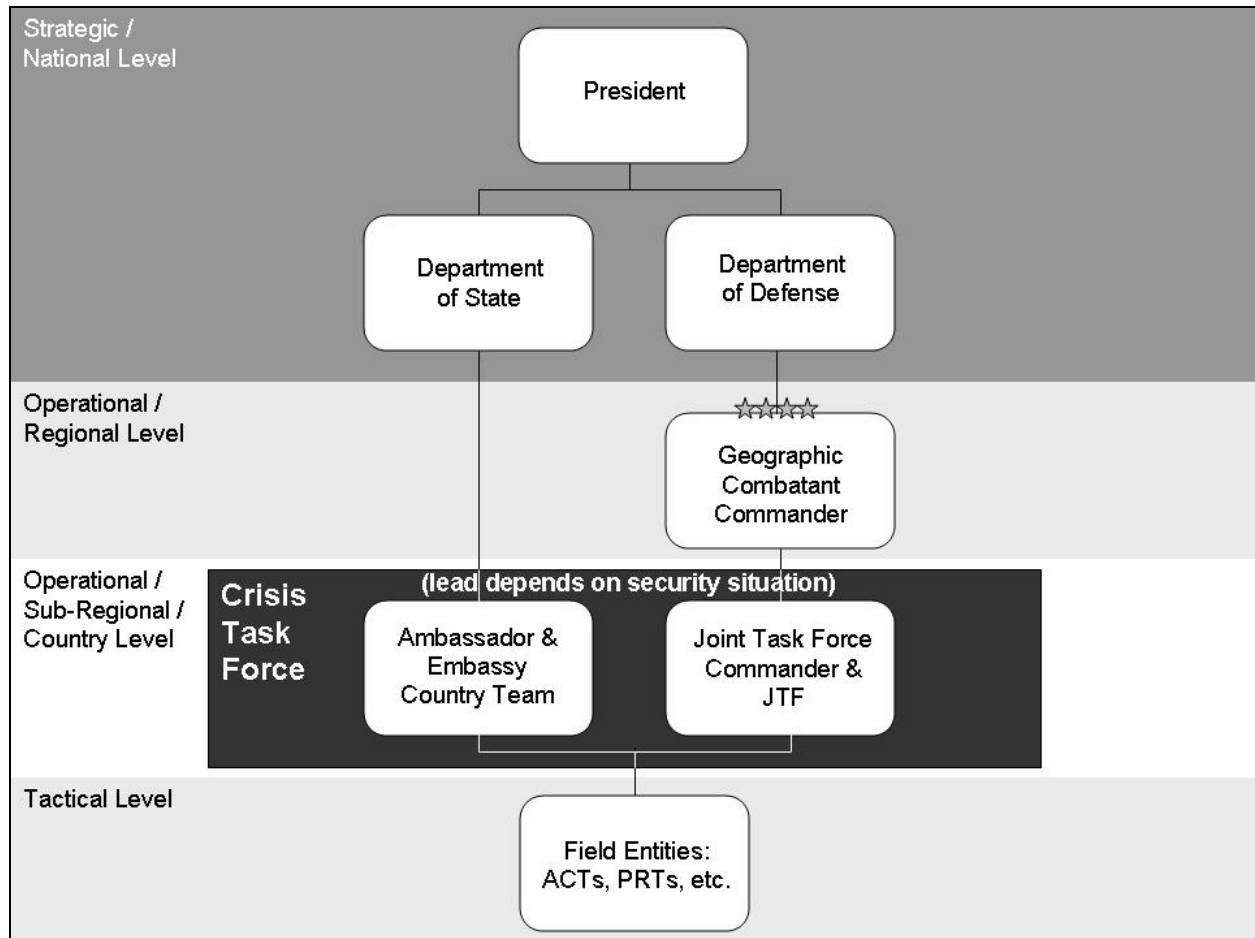 Strategic /
National Level
President
Department
of State
Department
of Defense
Operational /
Regional Level
Geographic
Combatant
Commander
Operational /
Sub-Regional /
Country Level
Crisis
Task
Force
(lead depends on security situation)
Ambassador &
Embassy
Country Team
Joint Task Force
Commander &
JTF
Tactical Level
Field Entities:
ACTs, PRTs, etc.